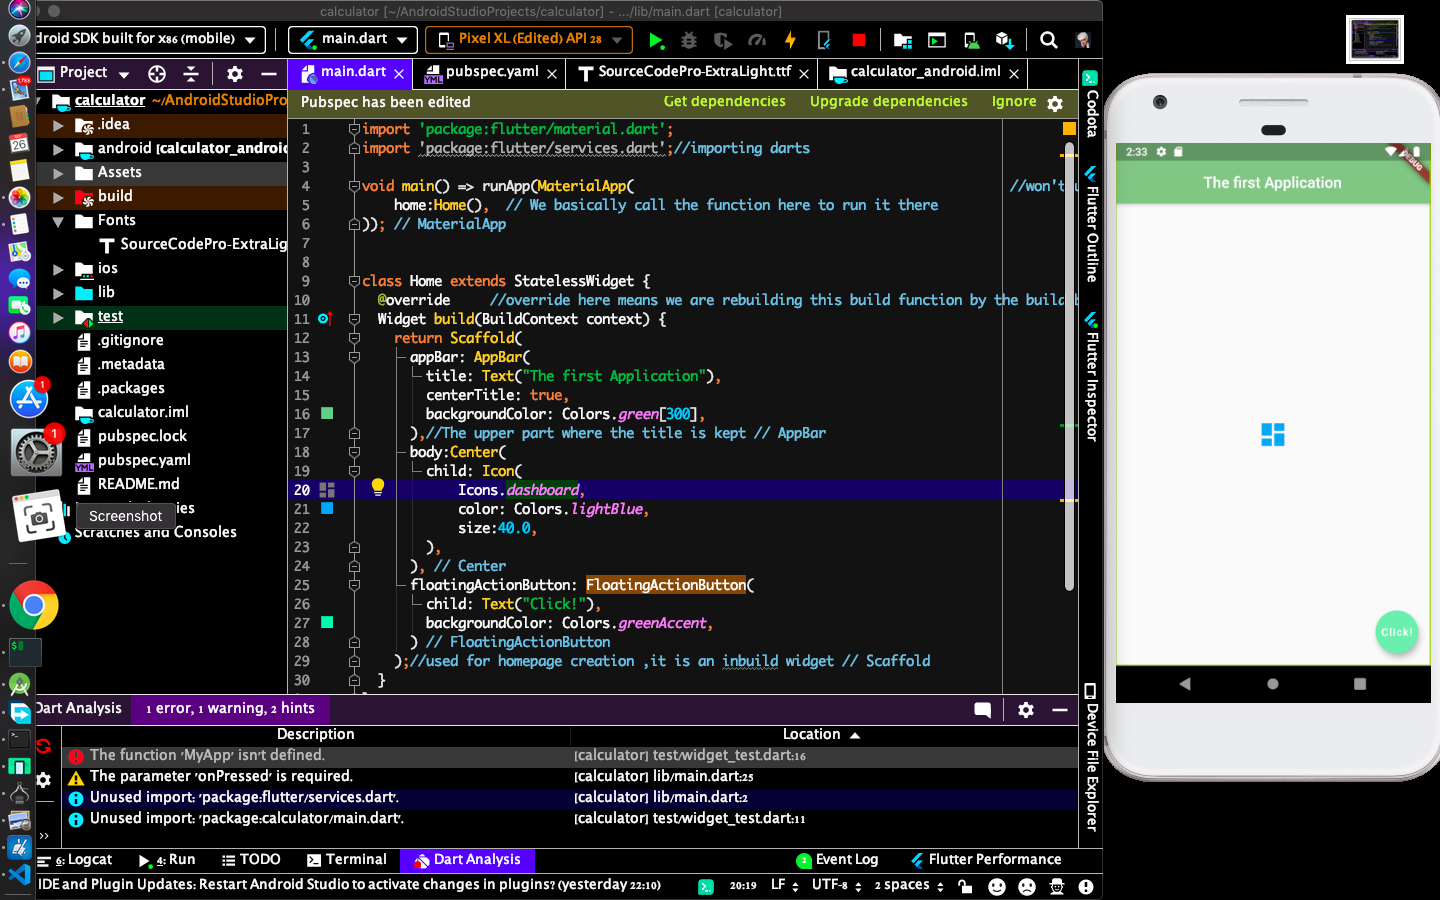 calculator [~/AndroidStudioProjects/calculator] - .../lib/main.dart [calculator]
droid SDK built for x86 (mobile)
main.dart
Pixel XL (Edited) API 28
Project
main.dart
pubspec.yaml
SourceCodePro-ExtraLight.ttf
calculator_android.iml
Pubspec has been edited
Get dependencies
Upgrade dependencies
Ignore
calculator ~/AndroidStudioPro
.idea
android [calculator_android
Assets
build
Fonts
SourceCodePro-ExtraLig
ios
lib
test
.gitignore
.metadata
.packages
calculator.iml
pubspec.lock
pubspec.yaml
README.md
Screenshot
Scratches and Consoles
1 import 'package:flutter/material.dart';
2 import 'package:flutter/services.dart';//importing darts
3
4 void main() => runApp(MaterialApp( //won't
5 home:Home(), // We basically call the function here to run it there
6 )); // MaterialApp
7
8
9 class Home extends StatelessWidget {
10 @override //override here means we are rebuilding this build function by the build
11 Widget build(BuildContext context) {
12 return Scaffold(
13 appBar: AppBar(
14 title: Text("The first Application"),
15 centerTitle: true,
16 backgroundColor: Colors.green[300],
17 ),//The upper part where the title is kept // AppBar
18 body:Center(
19 child: Icon(
20 Icons.dashboard,
21 color: Colors.lightBlue,
22 size:40.0,
23 ),
24 ), // Center
25 floatingActionButton: FloatingActionButton(
26 child: Text("Click!"),
27 backgroundColor: Colors.greenAccent,
28 ) // FloatingActionButton
29 );//used for homepage creation ,it is an inbuild widget // Scaffold
30 }
Codota
Flutter Outline
Flutter Inspector
Device File Explorer
2:33
DEBUG
The first Application
Click!
Dart Analysis
1 error, 1 warning, 2 hints
Description Location
The function 'MyApp' isn't defined. [calculator] test/widget_test.dart:16
The parameter 'onPressed' is required. [calculator] lib/main.dart:25
Unused import: 'package:flutter/services.dart'. [calculator] lib/main.dart:2
Unused import: 'package:calculator/main.dart'. [calculator] test/widget_test.dart:11
6: Logcat
4: Run
TODO
Terminal
Dart Analysis
2 Event Log
Flutter Performance
IDE and Plugin Updates: Restart Android Studio to activate changes in plugins? (yesterday 22:10)
20:19
LF
UTF-8
2 spaces